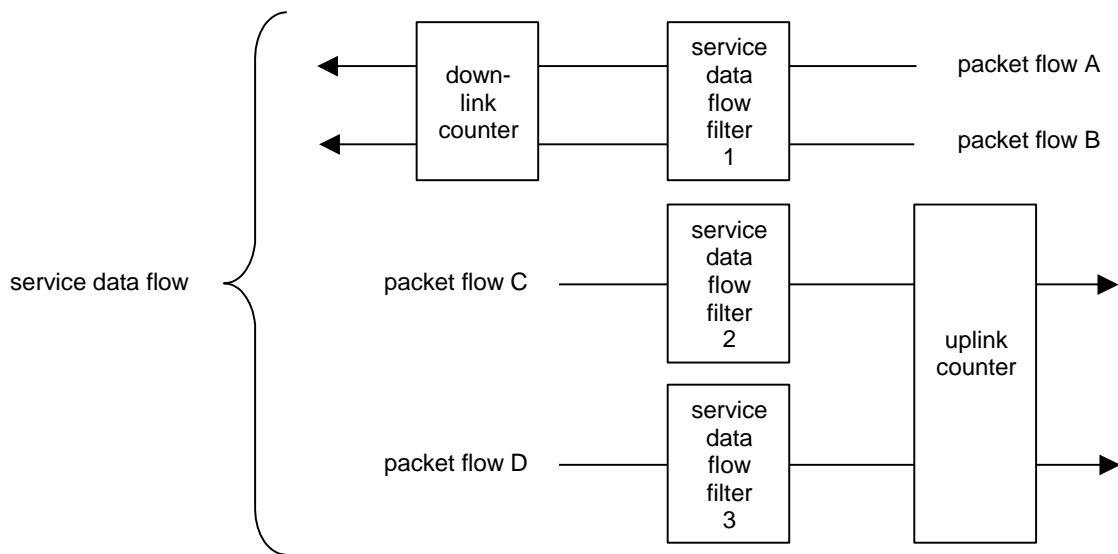 service
data
flow
filter
1
down-
link
counter
packet flow A
packet flow B
service data flow
packet flow C
service
data
flow
filter
2
uplink
counter
packet flow D
service
data
flow
filter
3